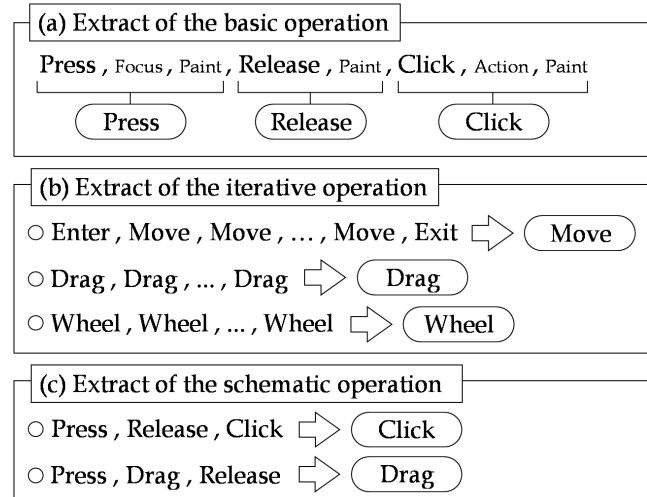 (a) Extract of the basic operation
Press , Focus , Paint , Release , Paint , Click , Action , Paint
Press Release Click
(b) Extract of the iterative operation
Enter , Move , Move , ... , Move , Exit Move
Drag , Drag , ... , Drag Drag
Wheel , Wheel , ... , Wheel Wheel
(c) Extract of the schematic operation
Press , Release , Click Click
Press , Drag , Release Drag